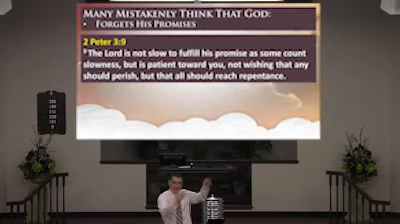 MANY MISTAKENLY THINK THAT GOD:
• FORGETS HIS PROMISES
2 Peter 3:9
⁹ The Lord is not slow to fulfill his promise as some count
slowness, but is patient toward you, not wishing that any
should perish, but that all should reach repentance.